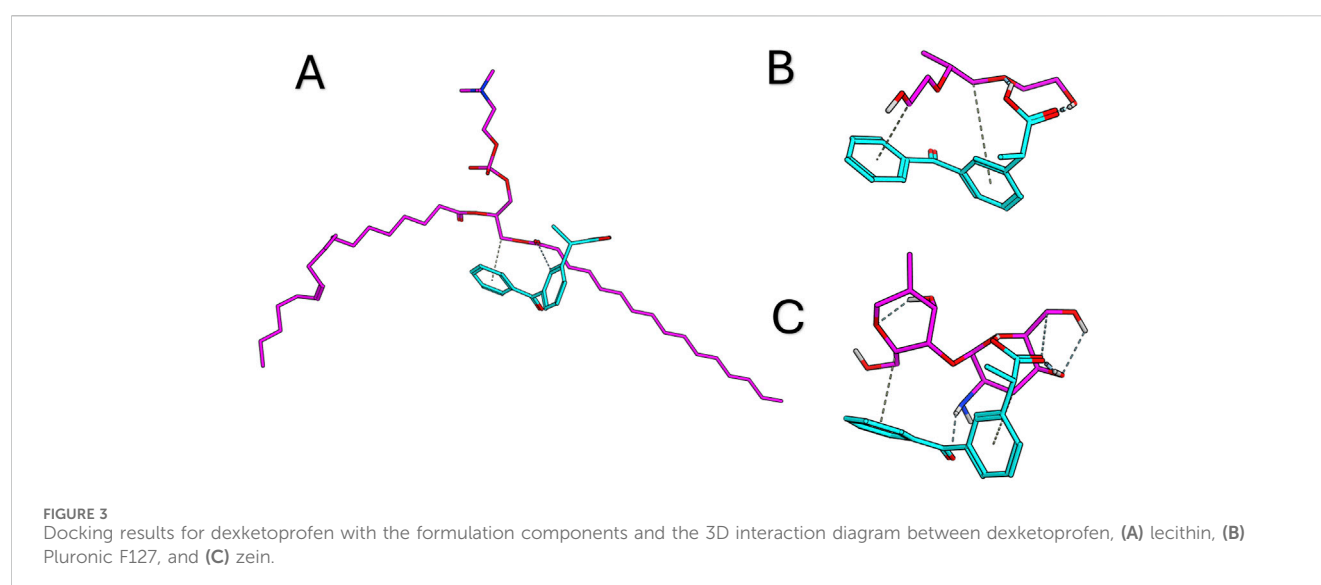 A
B
C
FIGURE 3
Docking results for dexketoprofen with the formulation components and the 3D interaction diagram between dexketoprofen, (A) lecithin, (B)
Pluronic F127, and (C) zein.